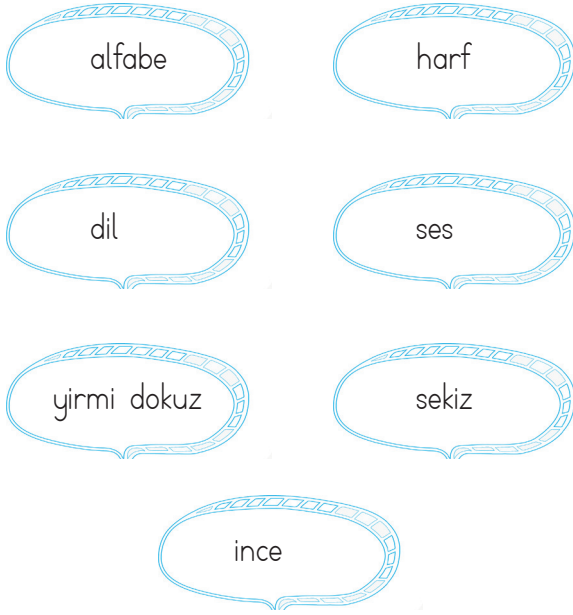 alfabe
harf
dil
ses
yirmi dokuz
sekiz
ince